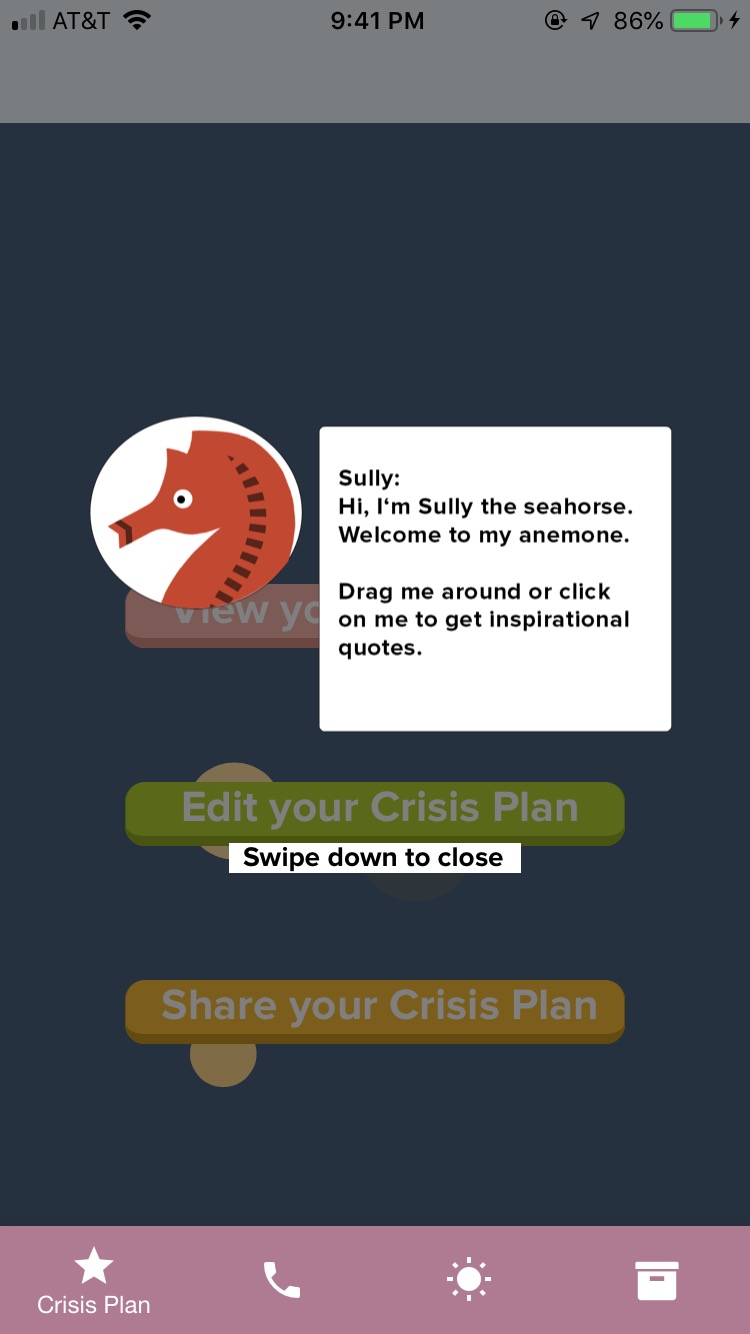 AT&T 9:41 PM 86%
Sully:
Hi, I‘m Sully the seahorse.
Welcome to my anemone.
Drag me around or click
on me to get inspirational
quotes.
View yo
Edit your Crisis Plan
Swipe down to close
Share your Crisis Plan
Crisis Plan